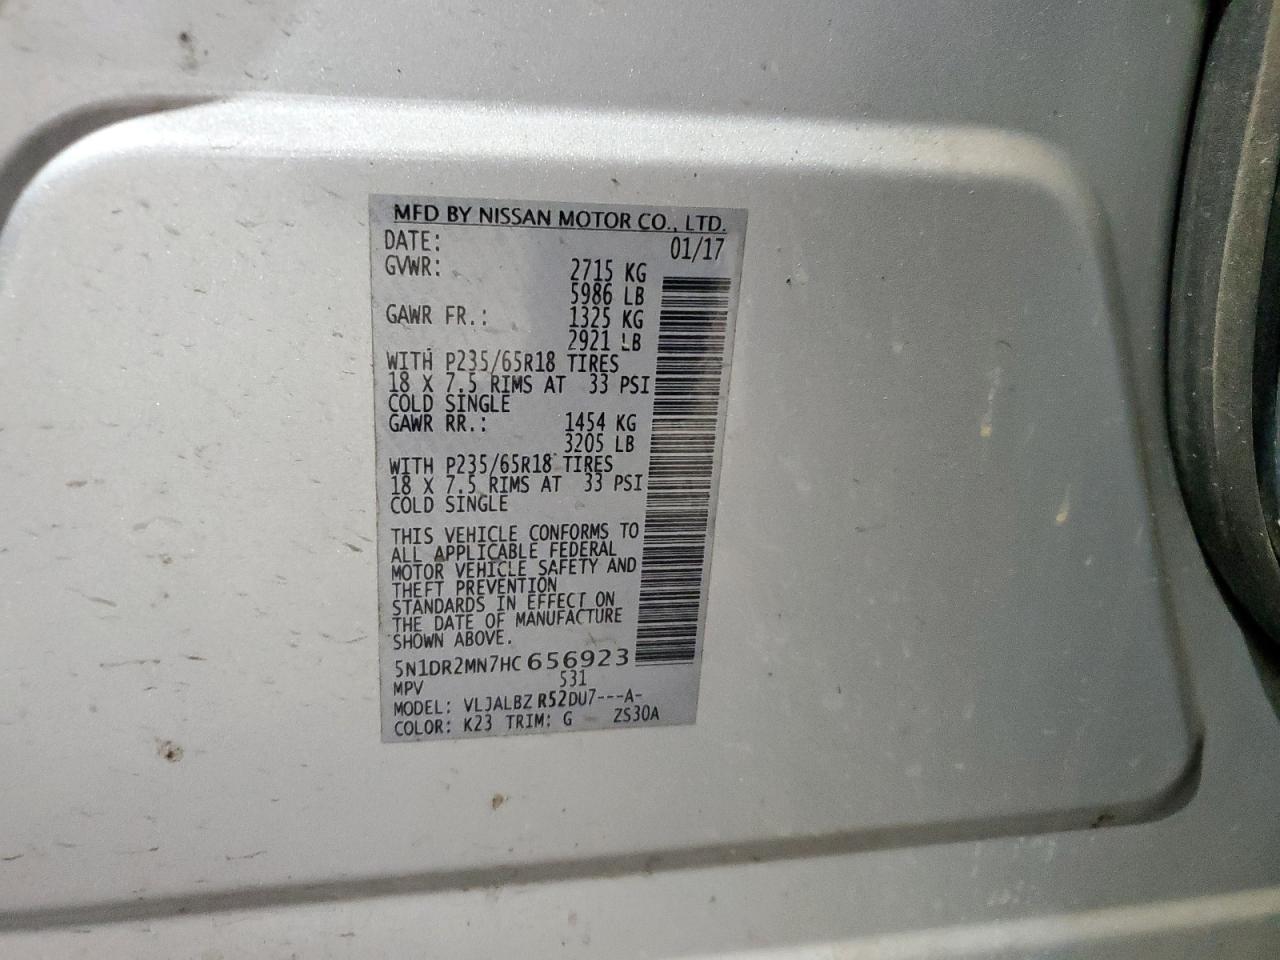 MFD BY NISSAN MOTOR CO., LTD.
DATE: 01/17
GVWR: 2715 KG
5986 LB
GAWR FR.: 1325 KG
2921 LB
WITH P235/65R18 TIRES
18 X 7.5 RIMS AT 33 PSI
COLD SINGLE
GAWR RR.: 1454 KG
3205 LB
WITH P235/65R18 TIRES
18 X 7.5 RIMS AT 33 PSI
COLD SINGLE
THIS VEHICLE CONFORMS TO
ALL APPLICABLE FEDERAL
MOTOR VEHICLE SAFETY AND
THEFT PREVENTION
STANDARDS IN EFFECT ON
THE DATE OF MANUFACTURE
SHOWN ABOVE.
5N1DR2MN7HC656923
MPV 531
MODEL: VLJALBZ R52DU7---A-
COLOR: K23 TRIM: G ZS30A